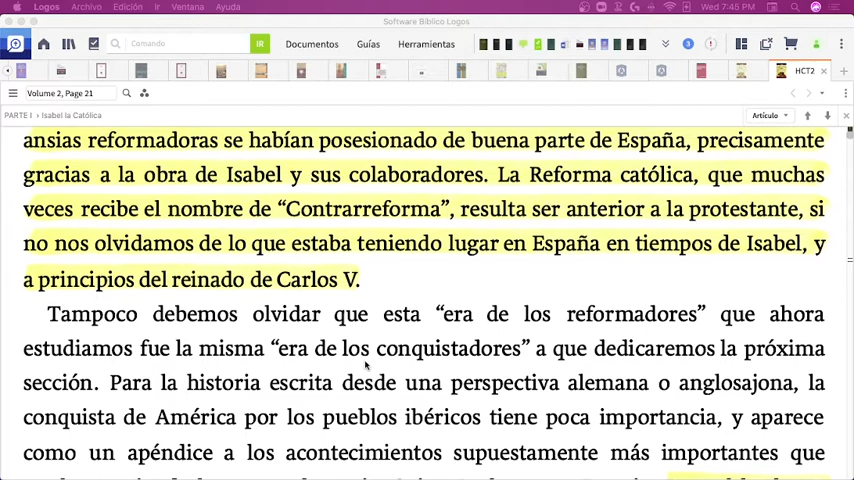 Logos Archivo Edición Ir Ventana Ayuda Wed 7:45 PM
Software Bíblico Logos
Comando IR Documentos Guías Herramientas 3
HCT2
Volume 2, Page 21
PARTE I › Isabel la Católica Artículo
ansias reformadoras se habían posesionado de buena parte de España, precisamente
gracias a la obra de Isabel y sus colaboradores. La Reforma católica, que muchas
veces recibe el nombre de “Contrarreforma”, resulta ser anterior a la protestante, si
no nos olvidamos de lo que estaba teniendo lugar en España en tiempos de Isabel, y
a principios del reinado de Carlos V.
Tampoco debemos olvidar que esta “era de los reformadores” que ahora
estudiamos fue la misma “era de los conquistadores” a que dedicaremos la próxima
sección. Para la historia escrita desde una perspectiva alemana o anglosajona, la
conquista de América por los pueblos ibéricos tiene poca importancia, y aparece
como un apéndice a los acontecimientos supuestamente más importantes que